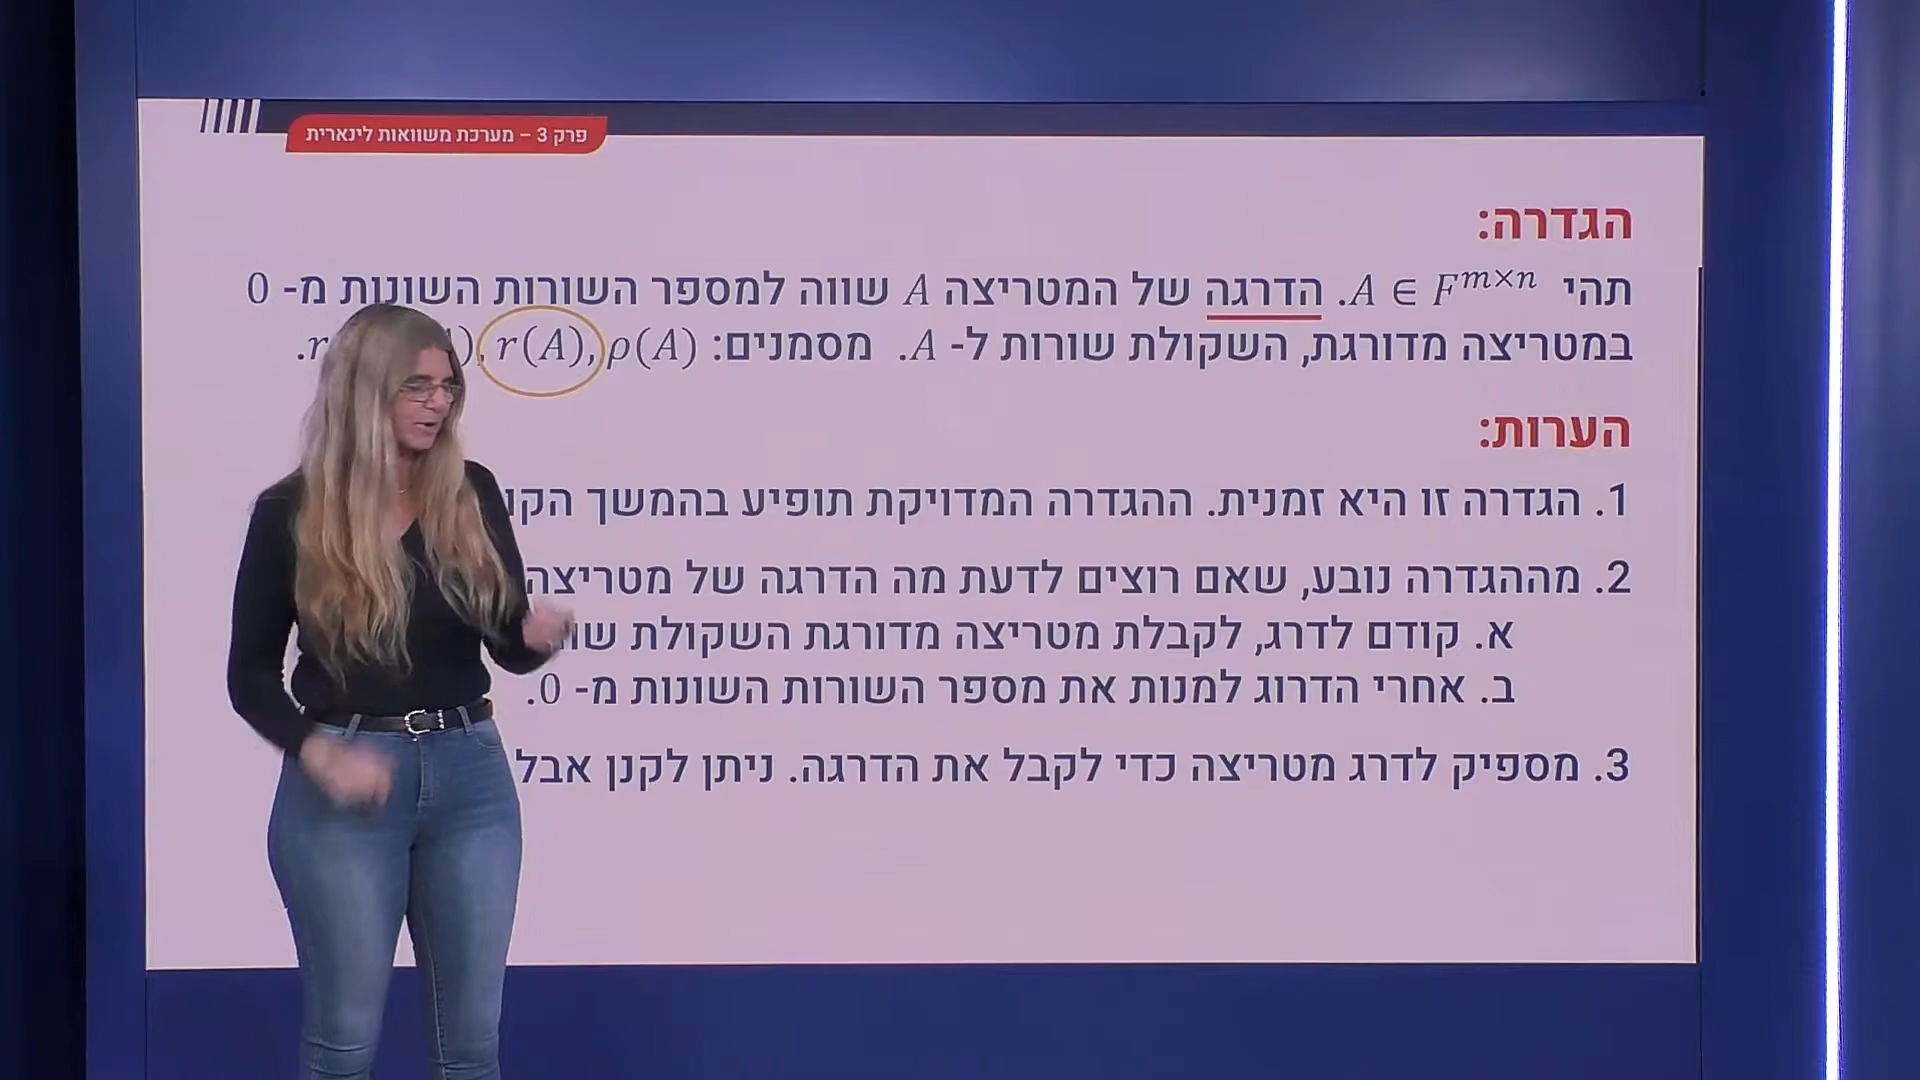 פרק 3 – מערכת משוואות לינארית
הגדרה:
תהי $A \in F^{m \times n}$. הדרגה של המטריצה $A$ שווה למספר השורות השונות מ- 0
במטריצה מדורגת, השקולת שורות ל- $A$. מסמנים: $\rho(A)$, $r(A)$,
הערות:
1. הגדרה זו היא זמנית. ההגדרה המדויקת תופיע בהמשך
2. מההגדרה נובע, שאם רוצים לדעת מה הדרגה של מטריצה
א. קודם לדרג, לקבלת מטריצה מדורגת השקולת
ב. אחרי הדרוג למנות את מספר השורות השונות מ- 0.
3. מספיק לדרג מטריצה כדי לקבל את הדרגה. ניתן לקנן אבל